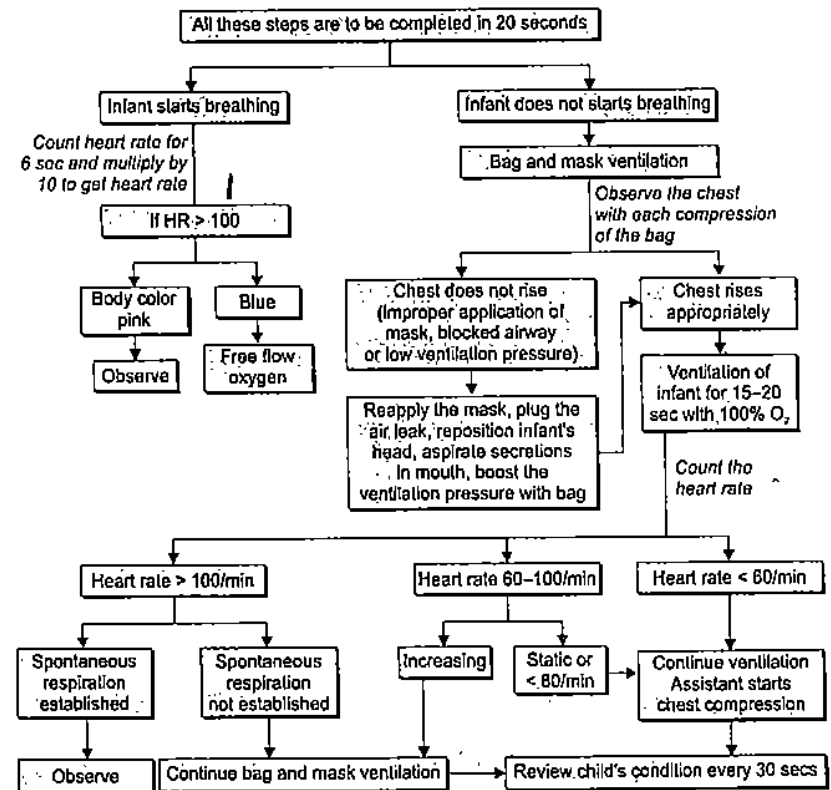 All these steps are to be completed in 20 seconds
Infant starts breathing
Infant does not starts breathing
Count heart rate for
6 sec and multiply by
10 to get heart rate
Bag and mask ventilation
Observe the chest
with each compression
of the bag
If HR > 100
Body color
pink
Blue
Chest does not rise
(Improper application of
mask, blocked airway
or low ventilation pressure)
Chest rises
appropriately
Observe
Free flow
oxygen
Ventilation of
infant for 15–20
sec with 100% O₂
Reapply the mask, plug the
air leak, reposition infant's
head, aspirate secretions
In mouth, boost the
ventilation pressure with bag
Count the
heart rate
Heart rate > 100/min
Heart rate 60–100/min
Heart rate < 60/min
Spontaneous
respiration
established
Spontaneous
respiration
not established
Increasing
Static or
< 80/min
Continue ventilation
Assistant starts
chest compression
Observe
Continue bag and mask ventilation
Review child's condition every 30 secs